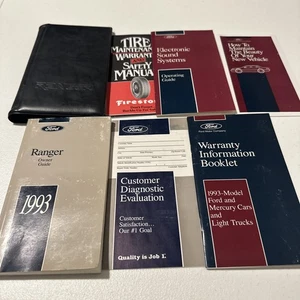 TIRE
MAINTENANCE
WARRANTY
SAFETY
MANUAL
Firestone
Ford
Electronic
Sound
Systems
Operating
Guide
How To
Maintain
The Beauty
Of Your
New Vehicle
Ford
Ranger
Owner
Guide
1993
Ford
Customer
Diagnostic
Evaluation
Customer
Satisfaction...
Our #1 Goal
Quality is Job 1.
Ford
Warranty
Information
Booklet
1993-Model
Ford and
Mercury Cars
and
Light Trucks